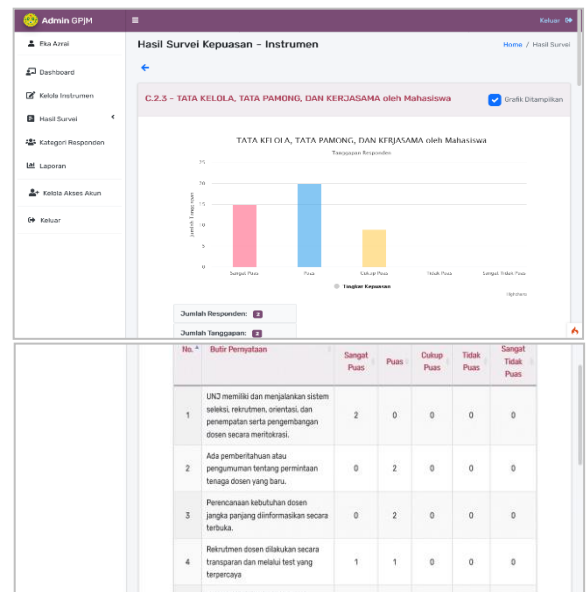 Admin GPjM
Keluar
Eka Azrai
Dashboard
Kelola Instrumen
Hasil Survei
Kategori Responden
Laporan
Kelola Akses Akun
Keluar
Hasil Survei Kepuasan - Instrumen
Home / Hasil Survei
C.2.3 - TATA KELOLA, TATA PAMONG, DAN KERJASAMA oleh Mahasiswa
Grafik Ditampilkan
TATA KELOLA, TATA PAMONG, DAN KERJASAMA oleh Mahasiswa
Tanggapan Responden
Jumlah Tanggapan
25
20
15
10
5
0
Sangat Puas
Puas
Cukup Puas
Tidak Puas
Sangat Tidak Puas
Tingkat Kepuasan
Jumlah Responden: 2
Jumlah Tanggapan: 2
No. Butir Pernyataan Sangat Puas Puas Cukup Puas Tidak Puas Sangat Tidak Puas
UNJ memiliki dan menjalankan sistem
seleksi, rekrutmen, orientasi, dan
1 penempatan serta pengembangan 2 0 0 0 0
dosen secara meritokrasi.
Ada pemberitahuan atau
2 pengumuman tentang permintaan 0 2 0 0 0
tenaga dosen yang baru.
Perencanaan kebutuhan dosen
3 jangka panjang diinformasikan secara 0 2 0 0 0
terbuka.
Rekrutmen dosen dilakukan secara
4 transparan dan melalui test yang 1 1 0 0 0
terpercaya